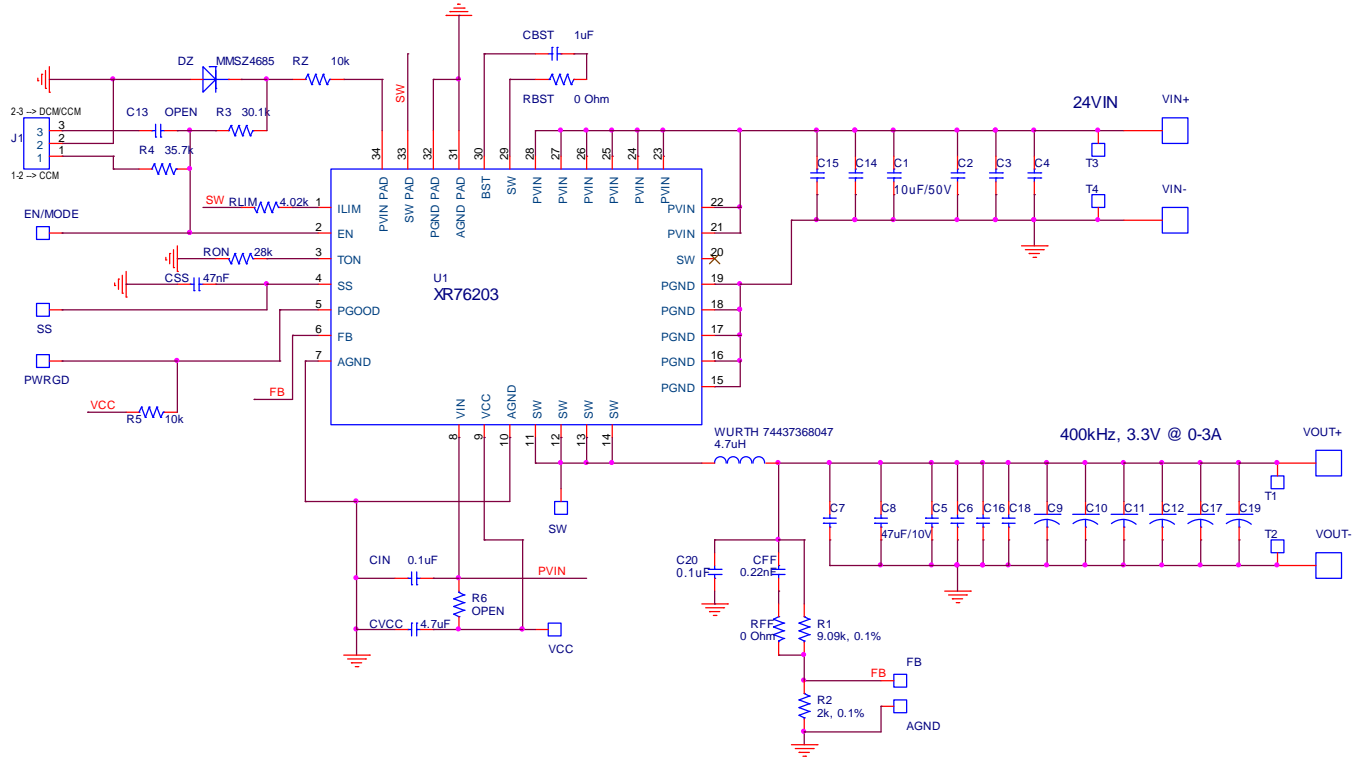 CBST 1uF
DZ MMSZ4685 RZ 10k
RBST 0 Ohm
SW
2-3 --> DCM/CCM
C13 OPEN R3 30.1k
J1
3
2
1
R4 35.7k
1-2 --> CCM
24VIN
VIN+
34 33 32 31 30 29 28 27 26 25 24 23
PVIN PAD SW PAD PGND PAD AGND PAD BST SW PVIN PVIN PVIN PVIN PVIN PVIN
T3
C15 C14 C1 C2 C3 C4
10uF/50V
T4
VIN-
SW RLIM 4.02k 1 ILIM
PVIN 22
EN/MODE
2 EN
PVIN 21
RON 28k 3 TON
SW 20
CSS 47nF 4 SS
U1
XR76203
PGND 19
5 PGOOD
PGND 18
SS
6 FB
PGND 17
7 AGND
PGND 16
PWRGD
PGND 15
FB
VCC
R5 10k
VIN VCC AGND SW SW SW SW
8 9 10 11 12 13 14
WURTH 74437368047
4.7uH
400kHz, 3.3V @ 0-3A
VOUT+
T1
SW
C7 C8 C5 C6 C16 C18 C9 C10 C11 C12 C17 C19
47uF/10V
T2
VOUT-
CIN 0.1uF
PVIN
C20
0.1uF
CFF
0.22nF
R6
OPEN
CVCC 4.7uF
VCC
RFF
0 Ohm
R1
9.09k, 0.1%
FB
FB
R2
2k, 0.1%
AGND